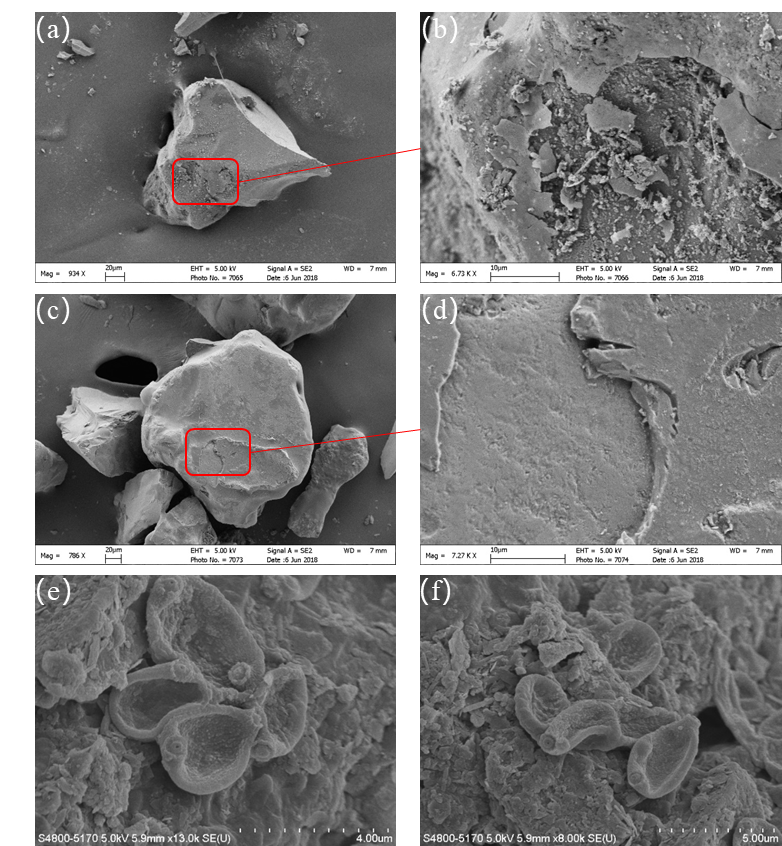 (a)
Mag = 934 X
20µm
EHT = 5.00 kV
Signal A = SE2
WD = 7 mm
Photo No. = 7065
Date :6 Jun 2018
(b)
Mag = 6.73 K X
10µm
EHT = 5.00 kV
Signal A = SE2
WD = 7 mm
Photo No. = 7066
Date :6 Jun 2018
(c)
Mag = 786 X
20µm
EHT = 5.00 kV
Signal A = SE2
WD = 7 mm
Photo No. = 7073
Date :6 Jun 2018
(d)
Mag = 7.27 K X
10µm
EHT = 5.00 kV
Signal A = SE2
WD = 7 mm
Photo No. = 7074
Date :6 Jun 2018
(e)
S4800-5170 5.0kV 5.9mm x13.0k SE(U) 4.00um
(f)
S4800-5170 5.0kV 5.9mm x8.00k SE(U) 5.00um